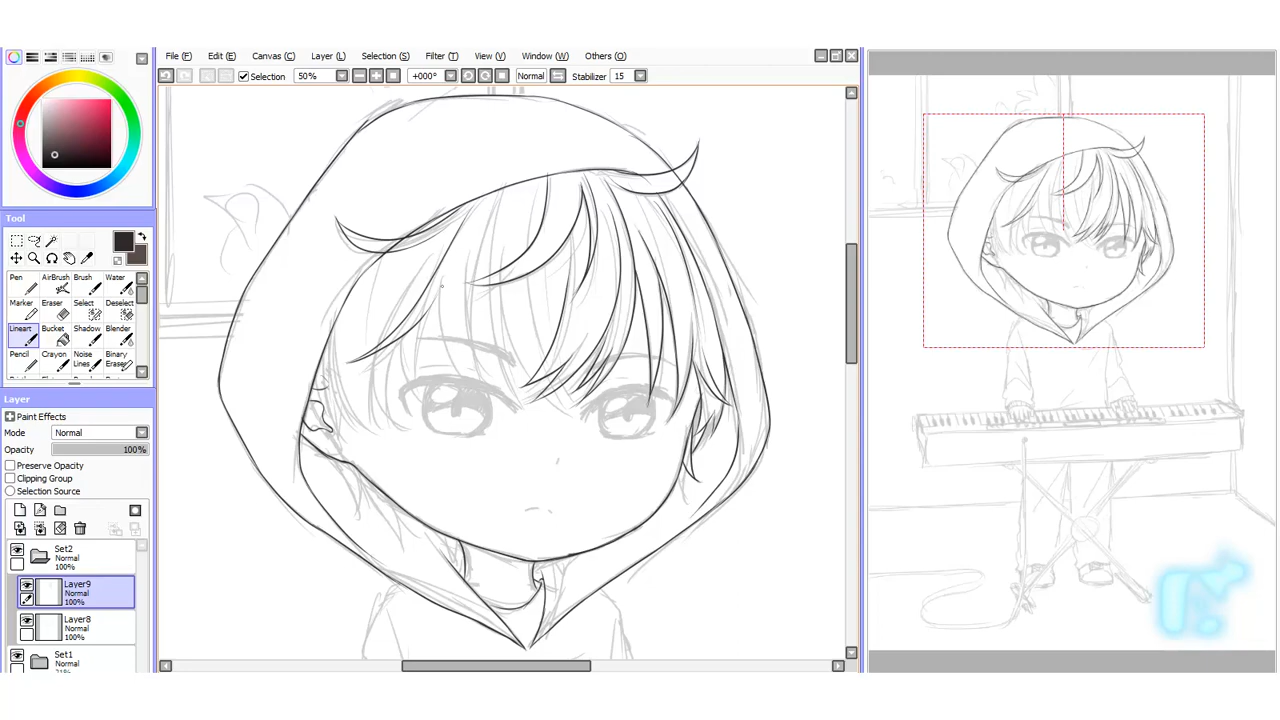 File (F) Edit (E) Canvas (C) Layer (L) Selection (S) Filter (T) View (V) Window (W) Others (O)
Selection 50% +000° Normal Stabilizer 15
Tool
Pen AirBrush Brush Water
Marker Eraser Select Deselect
Lineart Bucket Shadow Blender
Pencil Crayon Noise Lines Binary Eraser
Layer
Paint Effects
Mode Normal
Opacity 100%
Preserve Opacity
Clipping Group
Selection Source
Set2
Normal
100%
Layer9
Normal
100%
Layer8
Normal
100%
Set1
Normal